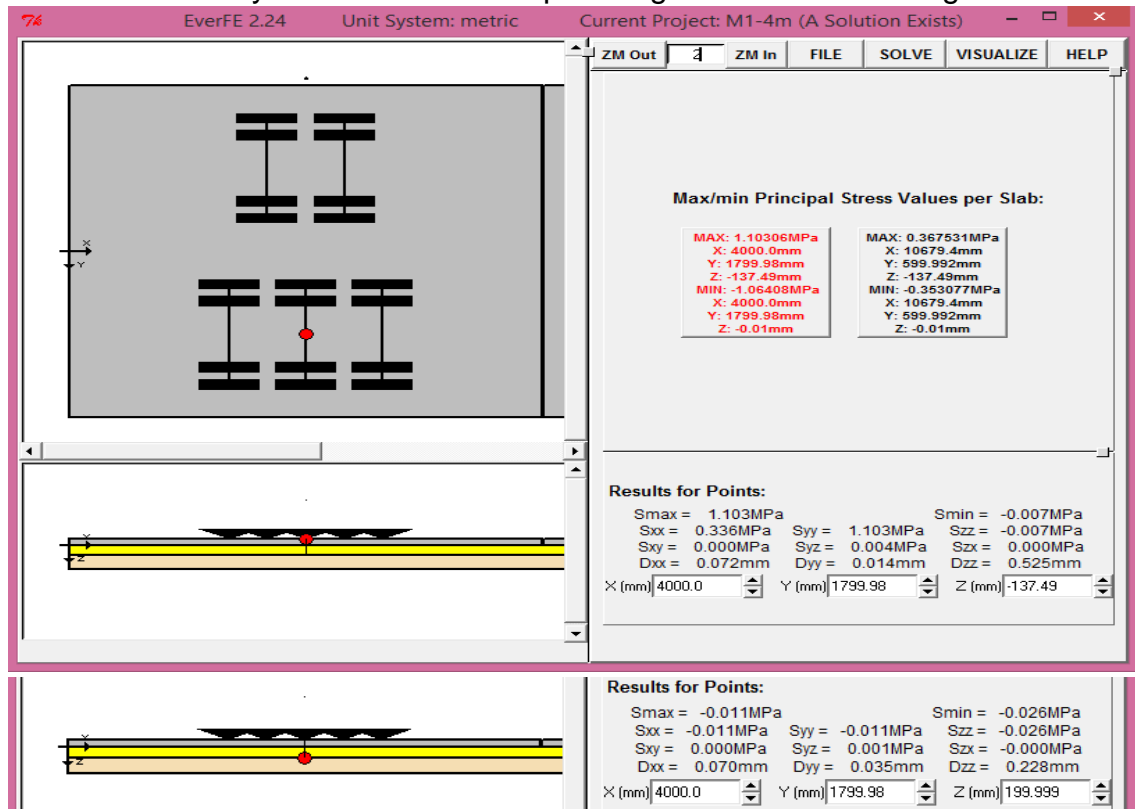 EverFE 2.24 Unit System: metric Current Project: M1-4m (A Solution Exists)
ZM Out 2 ZM In FILE SOLVE VISUALIZE HELP
X
Y
Max/min Principal Stress Values per Slab:
MAX: 1.10306MPa
X: 4000.0mm
Y: 1799.98mm
Z: -137.49mm
MIN: -1.06408MPa
X: 4000.0mm
Y: 1799.98mm
Z: -0.01mm
MAX: 0.367531MPa
X: 10679.4mm
Y: 599.992mm
Z: -137.49mm
MIN: -0.353077MPa
X: 10679.4mm
Y: 599.992mm
Z: -0.01mm
X
Z
Results for Points:
Smax = 1.103MPa Smin = -0.007MPa
Sxx = 0.336MPa Syy = 1.103MPa Szz = -0.007MPa
Sxy = 0.000MPa Syz = 0.004MPa Szx = 0.000MPa
Dxx = 0.072mm Dyy = 0.014mm Dzz = 0.525mm
X (mm) 4000.0 Y (mm) 1799.98 Z (mm) -137.49
X
Z
Results for Points:
Smax = -0.011MPa Smin = -0.026MPa
Sxx = -0.011MPa Syy = -0.011MPa Szz = -0.026MPa
Sxy = 0.000MPa Syz = 0.001MPa Szx = -0.000MPa
Dxx = 0.070mm Dyy = 0.035mm Dzz = 0.228mm
X (mm) 4000.0 Y (mm) 1799.98 Z (mm) 199.999